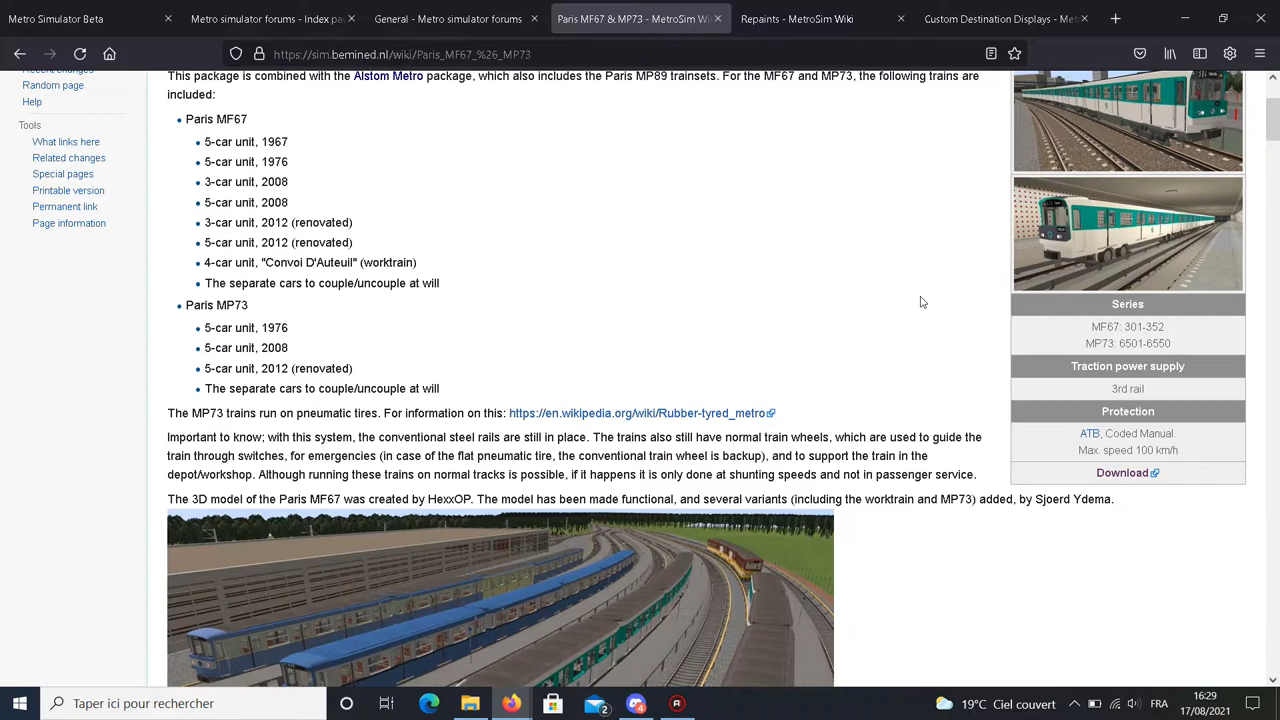 Metro Simulator Beta
Metro simulator forums - Index pa
General - Metro simulator forums
Paris MF67 & MP73 - MetroSim Wi
Repaints - MetroSim Wiki
Custom Destination Displays - Met
https://sim.bemined.nl/wiki/Paris_MF67_%26_MP73
Recent changes
Random page
Help
Tools
What links here
Related changes
Special pages
Printable version
Permanent link
Page information
This package is combined with the Alstom Metro package, which also includes the Paris MP89 trainsets. For the MF67 and MP73, the following trains are
included:
Paris MF67
5-car unit, 1967
5-car unit, 1976
3-car unit, 2008
5-car unit, 2008
3-car unit, 2012 (renovated)
5-car unit, 2012 (renovated)
4-car unit, "Convoi D'Auteuil" (worktrain)
The separate cars to couple/uncouple at will
Paris MP73
5-car unit, 1976
5-car unit, 2008
5-car unit, 2012 (renovated)
The separate cars to couple/uncouple at will
The MP73 trains run on pneumatic tires. For information on this: https://en.wikipedia.org/wiki/Rubber-tyred_metro
Important to know; with this system, the conventional steel rails are still in place. The trains also still have normal train wheels, which are used to guide the
train through switches, for emergencies (in case of the flat pneumatic tire, the conventional train wheel is backup), and to support the train in the
depot/workshop. Although running these trains on normal tracks is possible, if it happens it is only done at shunting speeds and not in passenger service.
The 3D model of the Paris MF67 was created by HexxOP. The model has been made functional, and several variants (including the worktrain and MP73) added, by Sjoerd Ydema.
Series
MF67: 301-352
MP73: 6501-6550
Traction power supply
3rd rail
Protection
ATB, Coded Manual.
Max. speed 100 km/h
Download
Taper ici pour rechercher
2
4
19°C Ciel couvert
FRA
16:29
17/08/2021